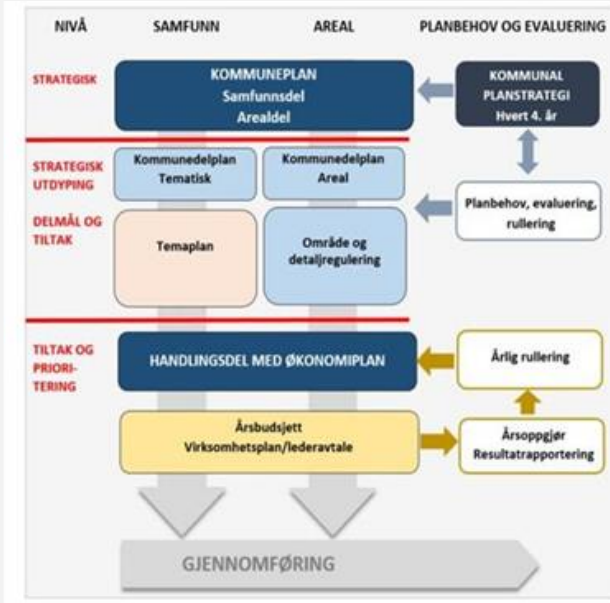 NIVÅ SAMFUNN AREAL PLANBEHOV OG EVALUERING
STRATEGISK
KOMMUNEPLAN
Samfunnsdel
Arealdel
KOMMUNAL
PLANSTRATEGI
Hvert 4. år
STRATEGISK
UTDYPING
Kommunedelplan
Tematisk
Kommunedelplan
Areal
Planbehov, evaluering,
rullering
DELMÅL OG
TILTAK
Temaplan
Område og
detaljregulering
TILTAK OG
PRIORI-
TERING
HANDLINGSDEL MED ØKONOMIPLAN
Årlig rullering
Årsbudsjett
Virksomhetsplan/lederavtale
Årsoppgjør
Resultatrapportering
GJENNOMFØRING